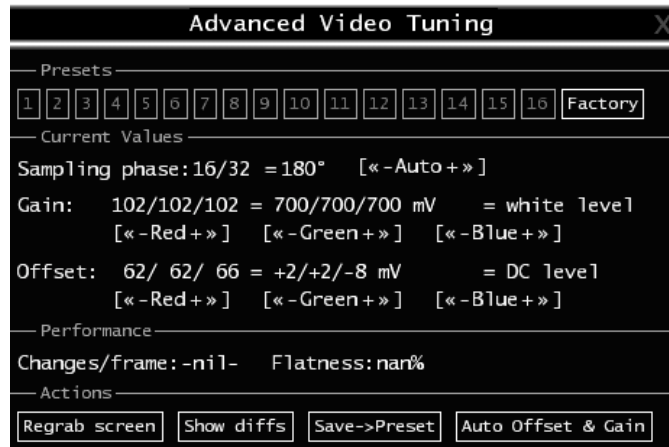 Advanced Video Tuning X
Presets
1 2 3 4 5 6 7 8 9 10 11 12 13 14 15 16 Factory
Current Values
Sampling phase:16/32 =180° [«-Auto+»]
Gain: 102/102/102 = 700/700/700 mV = white level
[«-Red+»] [«-Green+»] [«-Blue+»]
Offset: 62/ 62/ 66 = +2/+2/-8 mV = DC level
[«-Red+»] [«-Green+»] [«-Blue+»]
Performance
Changes/frame:-nil- Flatness:nan%
Actions
Regrab screen Show diffs Save->Preset Auto Offset & Gain